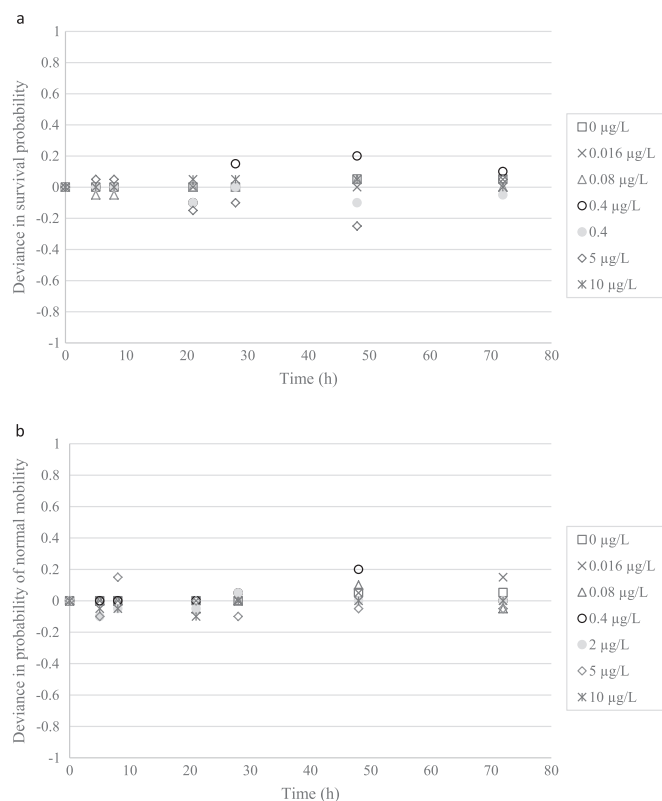 a
1
0.8
0.6
0.4
0.2
0
-0.2
-0.4
-0.6
-0.8
-1
Deviance in survival probability
0 10 20 30 40 50 60 70 80
Time (h)
0 µg/L
0.016 µg/L
0.08 µg/L
0.4 µg/L
0.4
5 µg/L
10 µg/L
b
1
0.8
0.6
0.4
0.2
0
-0.2
-0.4
-0.6
-0.8
-1
Deviance in probability of normal mobility
0 10 20 30 40 50 60 70 80
Time (h)
0 µg/L
0.016 µg/L
0.08 µg/L
0.4 µg/L
2 µg/L
5 µg/L
10 µg/L